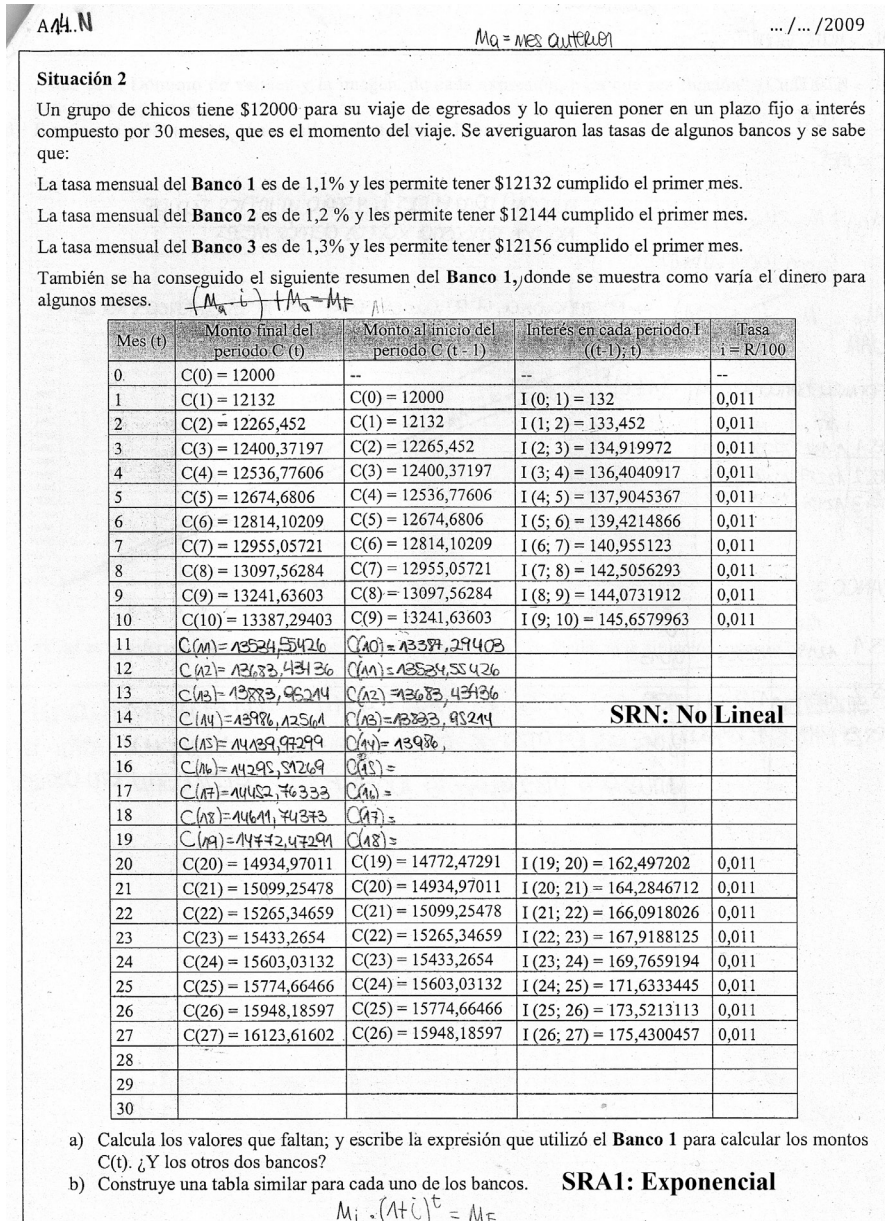 A14.N
Ma = mes anterior
... /... /2009
Situación 2
Un grupo de chicos tiene $12000 para su viaje de egresados y lo quieren poner en un plazo fijo a interés
compuesto por 30 meses, que es el momento del viaje. Se averiguaron las tasas de algunos bancos y se sabe
que:
La tasa mensual del Banco 1 es de 1,1% y les permite tener $12132 cumplido el primer mes.
La tasa mensual del Banco 2 es de 1,2 % y les permite tener $12144 cumplido el primer mes.
La tasa mensual del Banco 3 es de 1,3% y les permite tener $12156 cumplido el primer mes.
También se ha conseguido el siguiente resumen del Banco 1, donde se muestra como varía el dinero para
algunos meses. (Ma . i) + Ma = MF
Mes (t) Monto final del periodo C (t) Monto al inicio del periodo C (t - 1) Interés en cada periodo I ((t-1); t) Tasa i = R/100
0 C(0) = 12000 -- -- --
1 C(1) = 12132 C(0) = 12000 I (0; 1) = 132 0,011
2 C(2) = 12265,452 C(1) = 12132 I (1; 2) = 133,452 0,011
3 C(3) = 12400,37197 C(2) = 12265,452 I (2; 3) = 134,919972 0,011
4 C(4) = 12536,77606 C(3) = 12400,37197 I (3; 4) = 136,4040917 0,011
5 C(5) = 12674,6806 C(4) = 12536,77606 I (4; 5) = 137,9045367 0,011
6 C(6) = 12814,10209 C(5) = 12674,6806 I (5; 6) = 139,4214866 0,011
7 C(7) = 12955,05721 C(6) = 12814,10209 I (6; 7) = 140,955123 0,011
8 C(8) = 13097,56284 C(7) = 12955,05721 I (7; 8) = 142,5056293 0,011
9 C(9) = 13241,63603 C(8) = 13097,56284 I (8; 9) = 144,0731912 0,011
10 C(10) = 13387,29403 C(9) = 13241,63603 I (9; 10) = 145,6579963 0,011
11 C(11) = 13534,55426 C(10) = 13387,29403
12 C(12) = 13683,43436 C(11) = 13534,55426
13 C(13) = 13883,95214 C(12) = 13683,43436
14 C(14) = 13986,12561 C(13) = 13833,95214 SRN: No Lineal
15 C(15) = 14139,97299 C(14) = 13986,
16 C(16) = 14295,51269 C(15) =
17 C(17) = 14452,76333 C(16) =
18 C(18) = 14611,74373 C(17) =
19 C(19) = 14772,47291 C(18) =
20 C(20) = 14934,97011 C(19) = 14772,47291 I (19; 20) = 162,497202 0,011
21 C(21) = 15099,25478 C(20) = 14934,97011 I (20; 21) = 164,2846712 0,011
22 C(22) = 15265,34659 C(21) = 15099,25478 I (21; 22) = 166,0918026 0,011
23 C(23) = 15433,2654 C(22) = 15265,34659 I (22; 23) = 167,9188125 0,011
24 C(24) = 15603,03132 C(23) = 15433,2654 I (23; 24) = 169,7659194 0,011
25 C(25) = 15774,66466 C(24) = 15603,03132 I (24; 25) = 171,6333445 0,011
26 C(26) = 15948,18597 C(25) = 15774,66466 I (25; 26) = 173,5213113 0,011
27 C(27) = 16123,61602 C(26) = 15948,18597 I (26; 27) = 175,4300457 0,011
28
29
30
a) Calcula los valores que faltan; y escribe la expresión que utilizó el Banco 1 para calcular los montos
C(t). ¿Y los otros dos bancos?
b) Construye una tabla similar para cada uno de los bancos. SRA1: Exponencial
Mi . (1+i)^t = MF